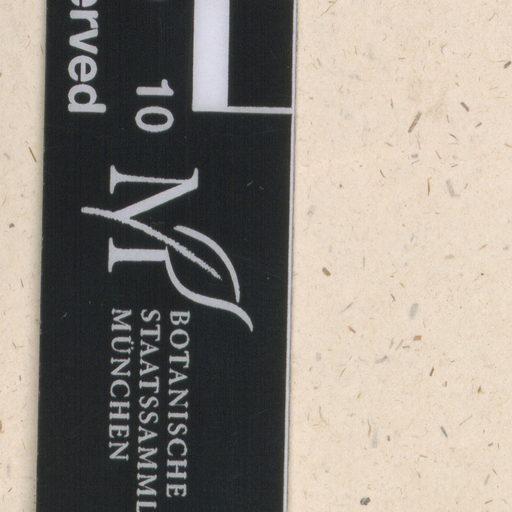 erved
10
BOTANISCHE
STAATSSAMML
MÜNCHEN